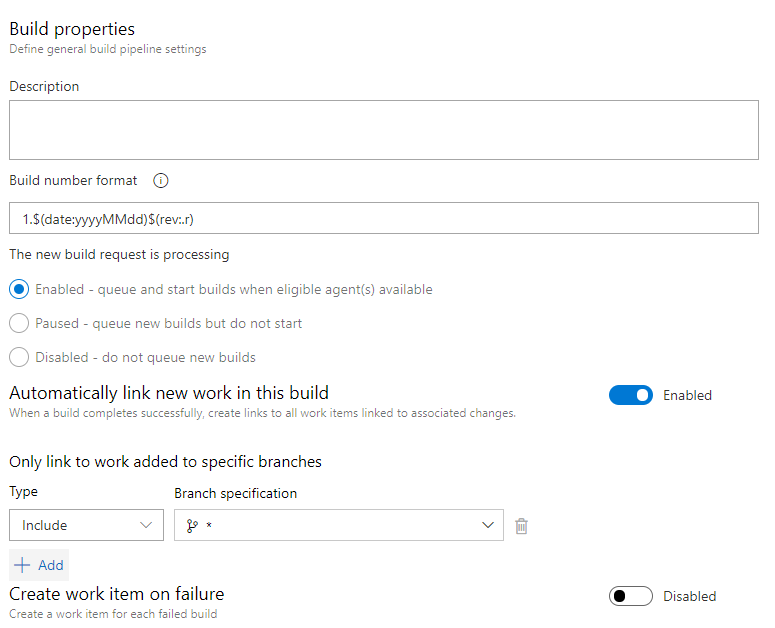 Build properties
Define general build pipeline settings
Description
Build number format
1.$(date:yyyyMMdd)$(rev:.r)
The new build request is processing
Enabled - queue and start builds when eligible agent(s) available
Paused - queue new builds but do not start
Disabled - do not queue new builds
Automatically link new work in this build
Enabled
When a build completes successfully, create links to all work items linked to associated changes.
Only link to work added to specific branches
Type
Branch specification
Include
*
Add
Create work item on failure
Disabled
Create a work item for each failed build